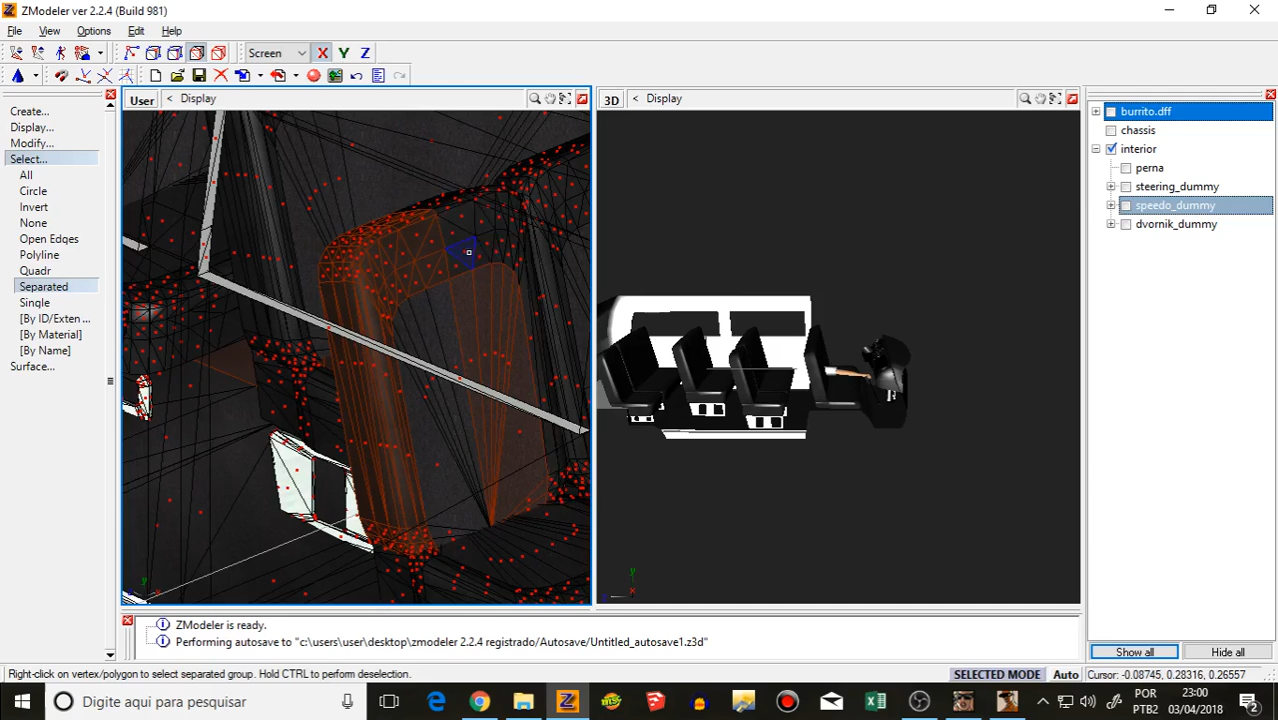 ZModeler ver 2.2.4 (Build 981)
File View Options Edit Help
Screen X Y Z
Create...
Display...
Modify...
Select...
All
Circle
Invert
None
Open Edges
Polyline
Quadr
Separated
Single
[By ID/Exten ...
[By Material]
[By Name]
Surface...
User < Display
3D < Display
burrito.dff
chassis
interior
perna
steering_dummy
speedo_dummy
dvornik_dummy
Show all Hide all
ZModeler is ready.
Performing autosave to "c:\users\user\desktop\zmodeler 2.2.4 registrado/Autosave/Untitled_autosave1.z3d"
Right-click on vertex/polygon to select separated group. Hold CTRL to perform deselection. SELECTED MODE Auto Cursor: -0.08745, 0.28316, 0.26557
Digite aqui para pesquisar
POR 23:00
PTB2 03/04/2018
2